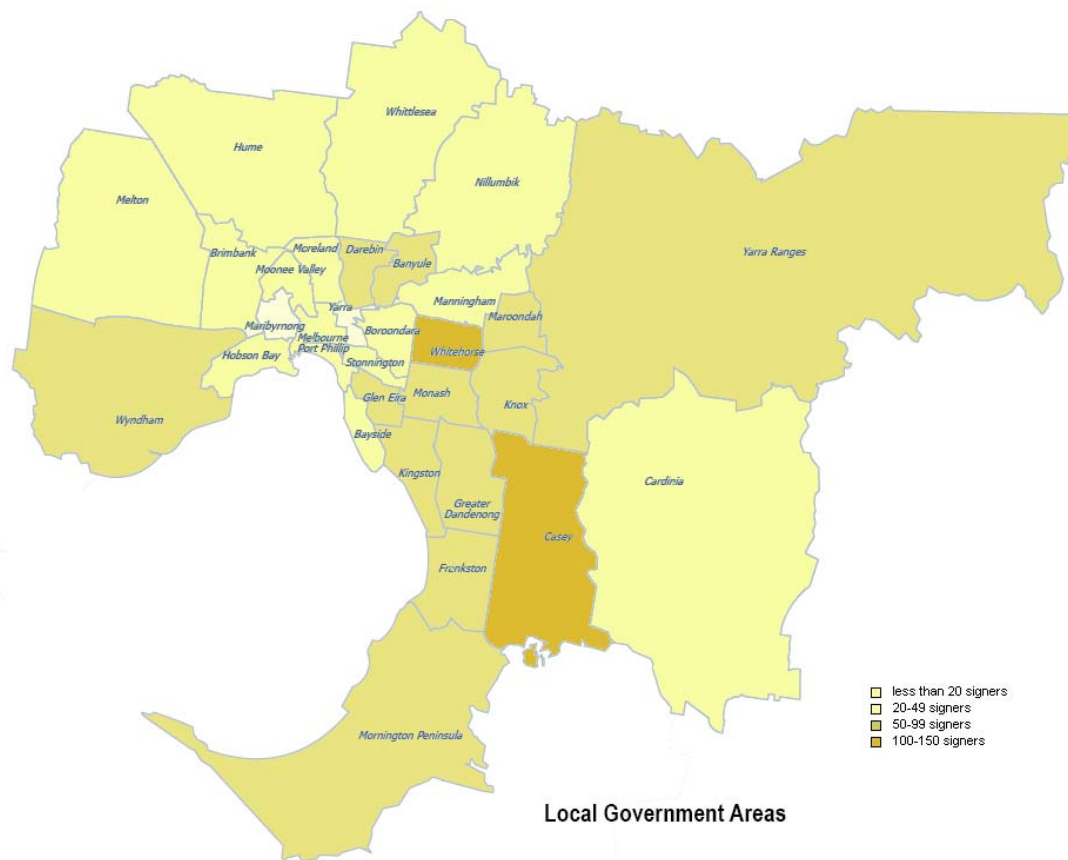 Whittlesea
Hume
Nillumbik
Melton
Yarra Ranges
Moreland
Darebin
Brimbank
Banyule
Moonee Valley
Manningham
Yarra
Maroondah
Maribyrnong
Boroondara
Melbourne
Port Phillip
Whitehorse
Hobson Bay
Stonnington
Glen Eira
Monash
Knox
Wyndham
Bayside
Kingston
Cardinia
Greater
Dandenong
Casey
Frankston
Mornington Peninsula
less than 20 signers
20-49 signers
50-99 signers
100-150 signers
Local Government Areas